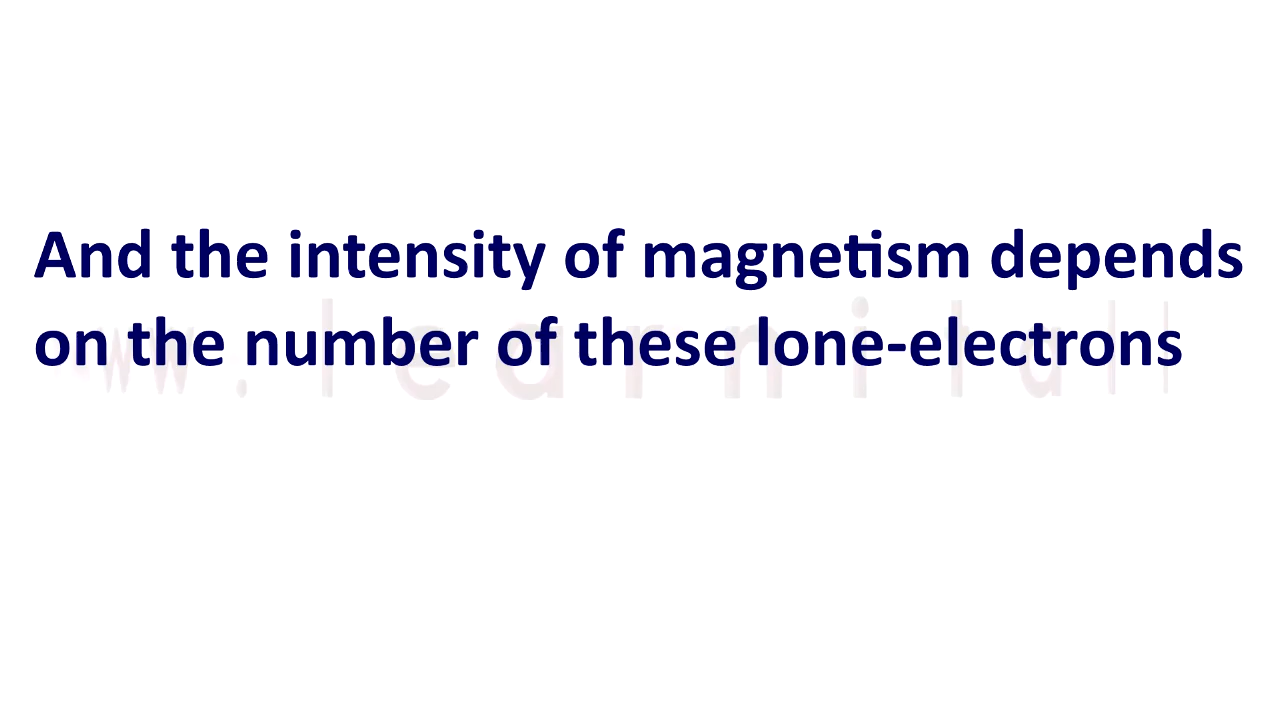 And the intensity of magnetism depends
on the number of these lone-electrons